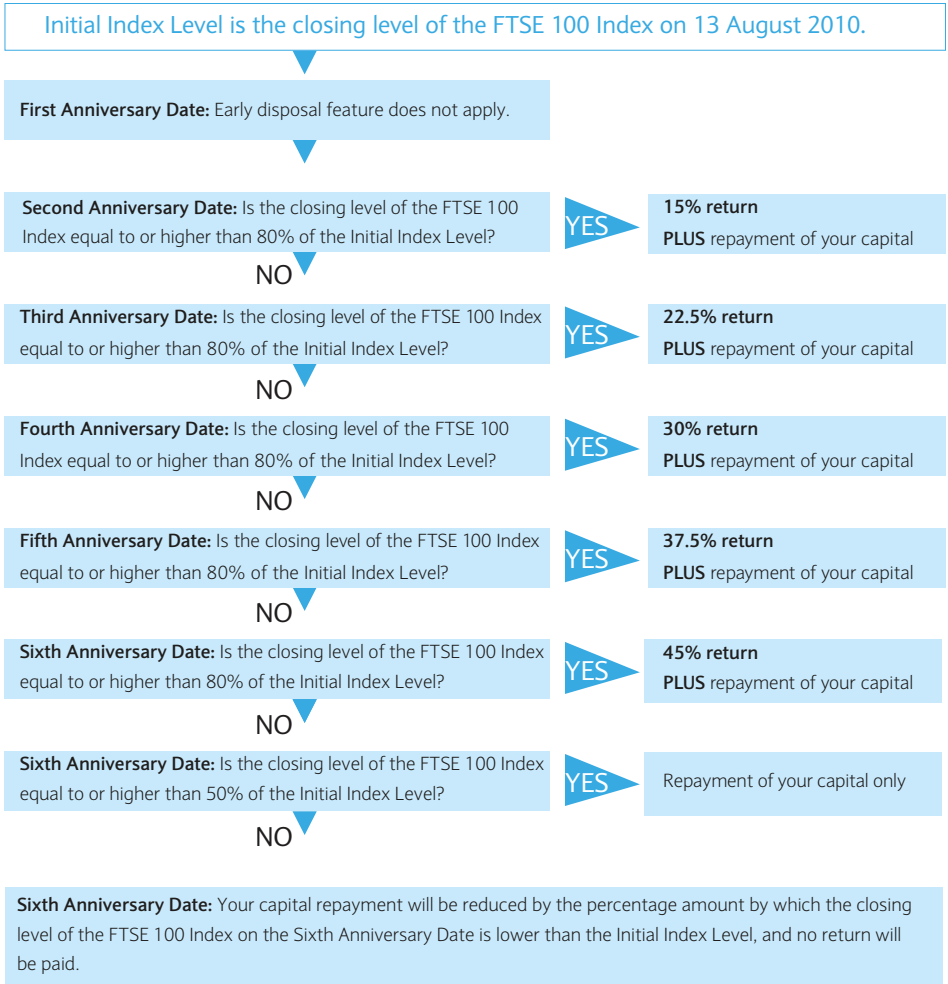 Initial Index Level is the closing level of the FTSE 100 Index on 13 August 2010.
First Anniversary Date: Early disposal feature does not apply.
Second Anniversary Date: Is the closing level of the FTSE 100
Index equal to or higher than 80% of the Initial Index Level?
YES
15% return
PLUS repayment of your capital
NO
Third Anniversary Date: Is the closing level of the FTSE 100 Index
equal to or higher than 80% of the Initial Index Level?
YES
22.5% return
PLUS repayment of your capital
NO
Fourth Anniversary Date: Is the closing level of the FTSE 100
Index equal to or higher than 80% of the Initial Index Level?
YES
30% return
PLUS repayment of your capital
NO
Fifth Anniversary Date: Is the closing level of the FTSE 100 Index
equal to or higher than 80% of the Initial Index Level?
YES
37.5% return
PLUS repayment of your capital
NO
Sixth Anniversary Date: Is the closing level of the FTSE 100 Index
equal to or higher than 80% of the Initial Index Level?
YES
45% return
PLUS repayment of your capital
NO
Sixth Anniversary Date: Is the closing level of the FTSE 100 Index
equal to or higher than 50% of the Initial Index Level?
YES
Repayment of your capital only
NO
Sixth Anniversary Date: Your capital repayment will be reduced by the percentage amount by which the closing
level of the FTSE 100 Index on the Sixth Anniversary Date is lower than the Initial Index Level, and no return will
be paid.